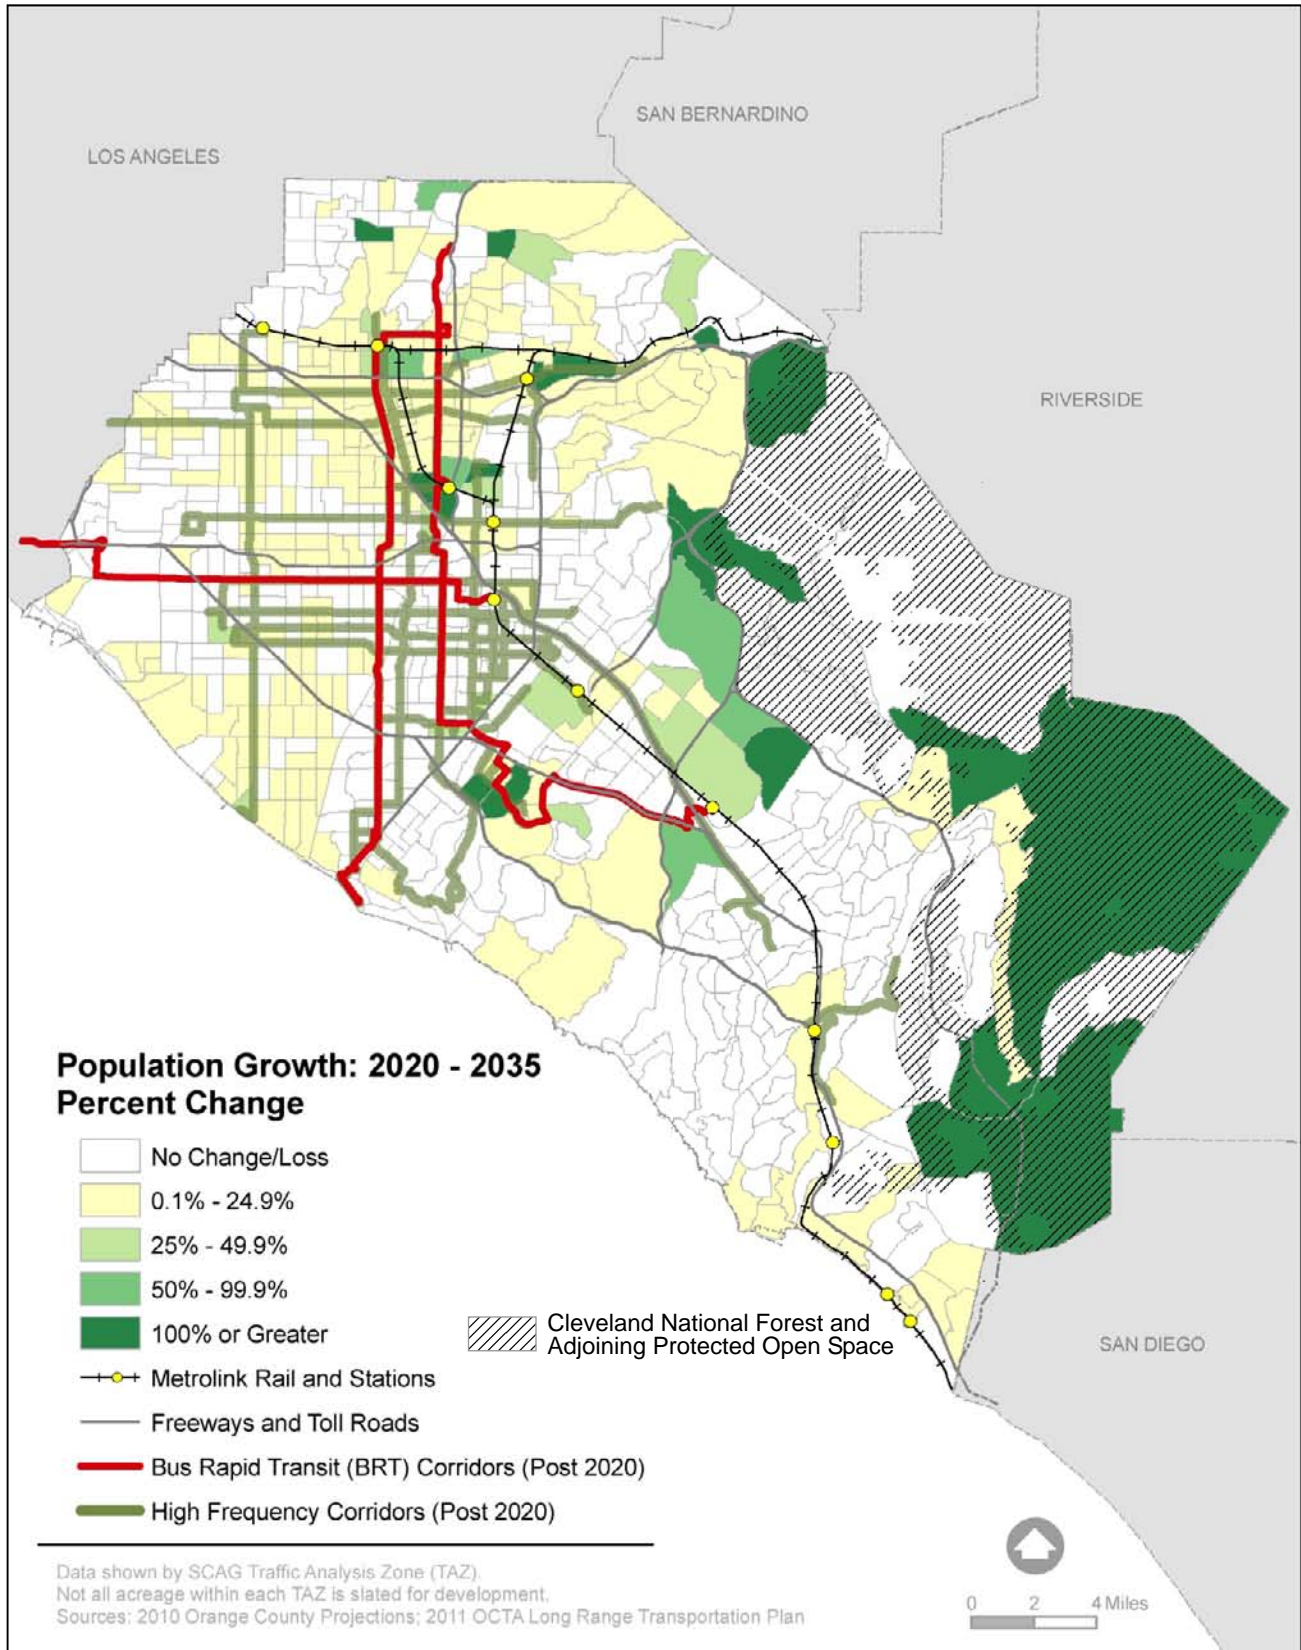 SAN BERNARDINO
LOS ANGELES
RIVERSIDE
Population Growth: 2020 - 2035
Percent Change
No Change/Loss
0.1% - 24.9%
25% - 49.9%
50% - 99.9%
100% or Greater
Cleveland National Forest and
Adjoining Protected Open Space
SAN DIEGO
Metrolink Rail and Stations
Freeways and Toll Roads
Bus Rapid Transit (BRT) Corridors (Post 2020)
High Frequency Corridors (Post 2020)
Data shown by SCAG Traffic Analysis Zone (TAZ).
Not all acreage within each TAZ is slated for development.
Sources: 2010 Orange County Projections; 2011 OCTA Long Range Transportation Plan
0 2 4 Miles